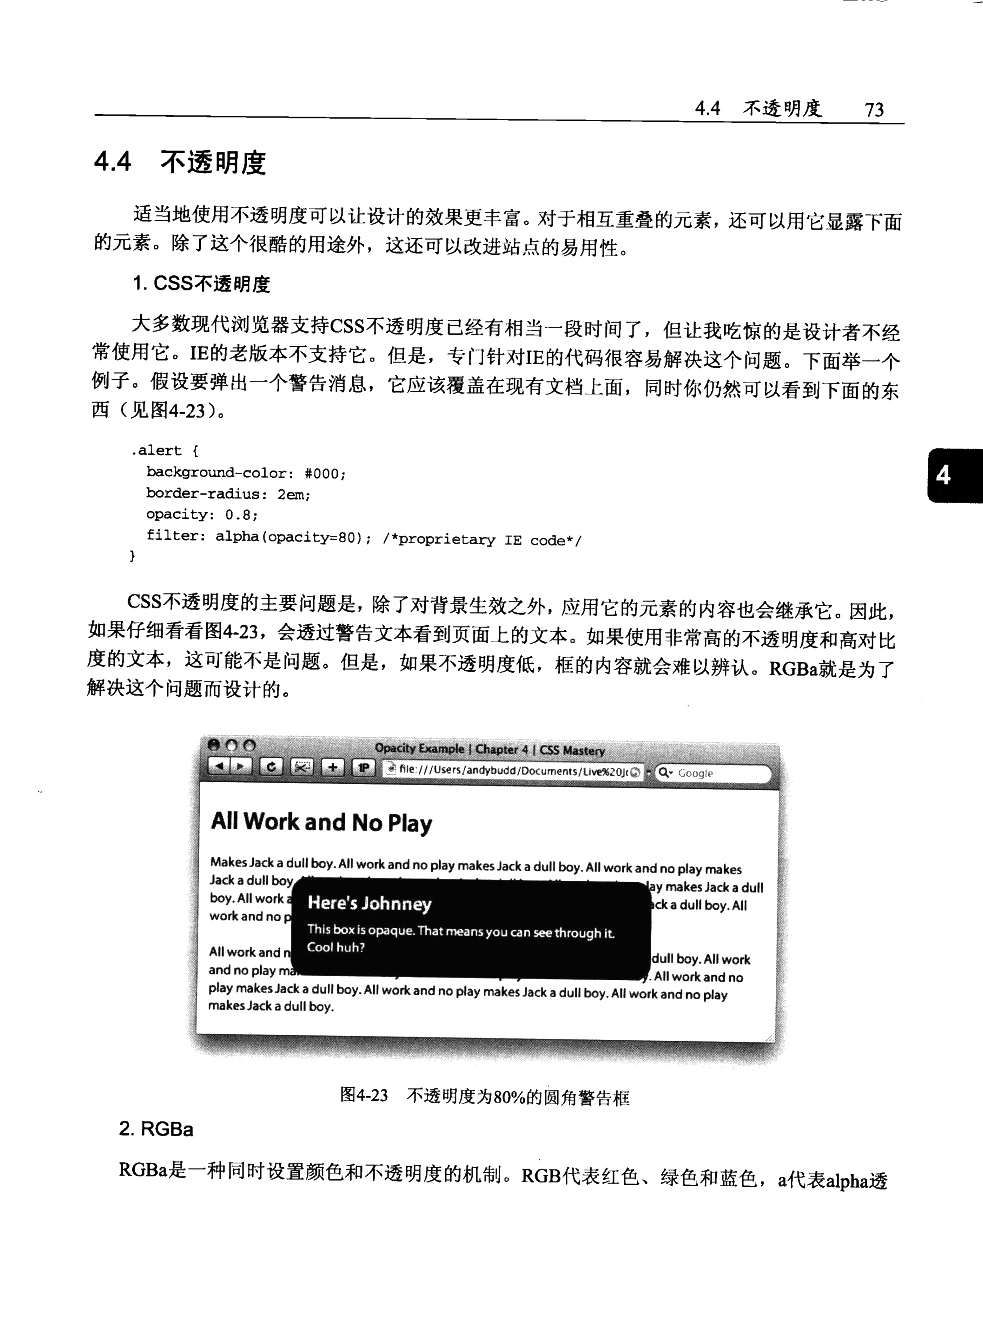 4.4 不透明度 73
4.4 不透明度
适当地使用不透明度可以让设计的效果更丰富。对于相互重叠的元素，还可以用它显露下面
的元素。除了这个很酷的用途外，这还可以改进站点的易用性。
1. CSS不透明度
大多数现代浏览器支持CSS不透明度已经有相当一段时间了，但让我吃惊的是设计者不经
常使用它。IE的老版本不支持它。但是，专门针对IE的代码很容易解决这个问题。下面举一个
例子。假设要弹出一个警告消息，它应该覆盖在现有文档上面，同时你仍然可以看到下面的东
西（见图4-23）。
.alert {
background-color: #000;
border-radius: 2em;
opacity: 0.8;
filter: alpha(opacity=80); /*proprietary IE code*/
}
4
CSS不透明度的主要问题是，除了对背景生效之外，应用它的元素的内容也会继承它。因此，
如果仔细看看图4-23，会透过警告文本看到页面上的文本。如果使用非常高的不透明度和高对比
度的文本，这可能不是问题。但是，如果不透明度低，框的内容就会难以辨认。RGBa就是为了
解决这个问题而设计的。
Opacity Example | Chapter 4 | CSS Mastery
1P file:///Users/andybudd/Documents/Live%20J Google
All Work and No Play
Makes Jack a dull boy. All work and no play makes Jack a dull boy. All work and no play makes
Jack a dull boy lay makes Jack a dull
boy. All work a ck a dull boy. All
work and no p
Here's Johnney
This box is opaque. That means you can see through it.
Cool huh?
All work and n dull boy. All work
and no play ma . All work and no
play makes Jack a dull boy. All work and no play makes Jack a dull boy. All work and no play
makes Jack a dull boy.
图4-23 不透明度为80%的圆角警告框
2. RGBa
RGBa是一种同时设置颜色和不透明度的机制。RGB代表红色、绿色和蓝色，a代表alpha透